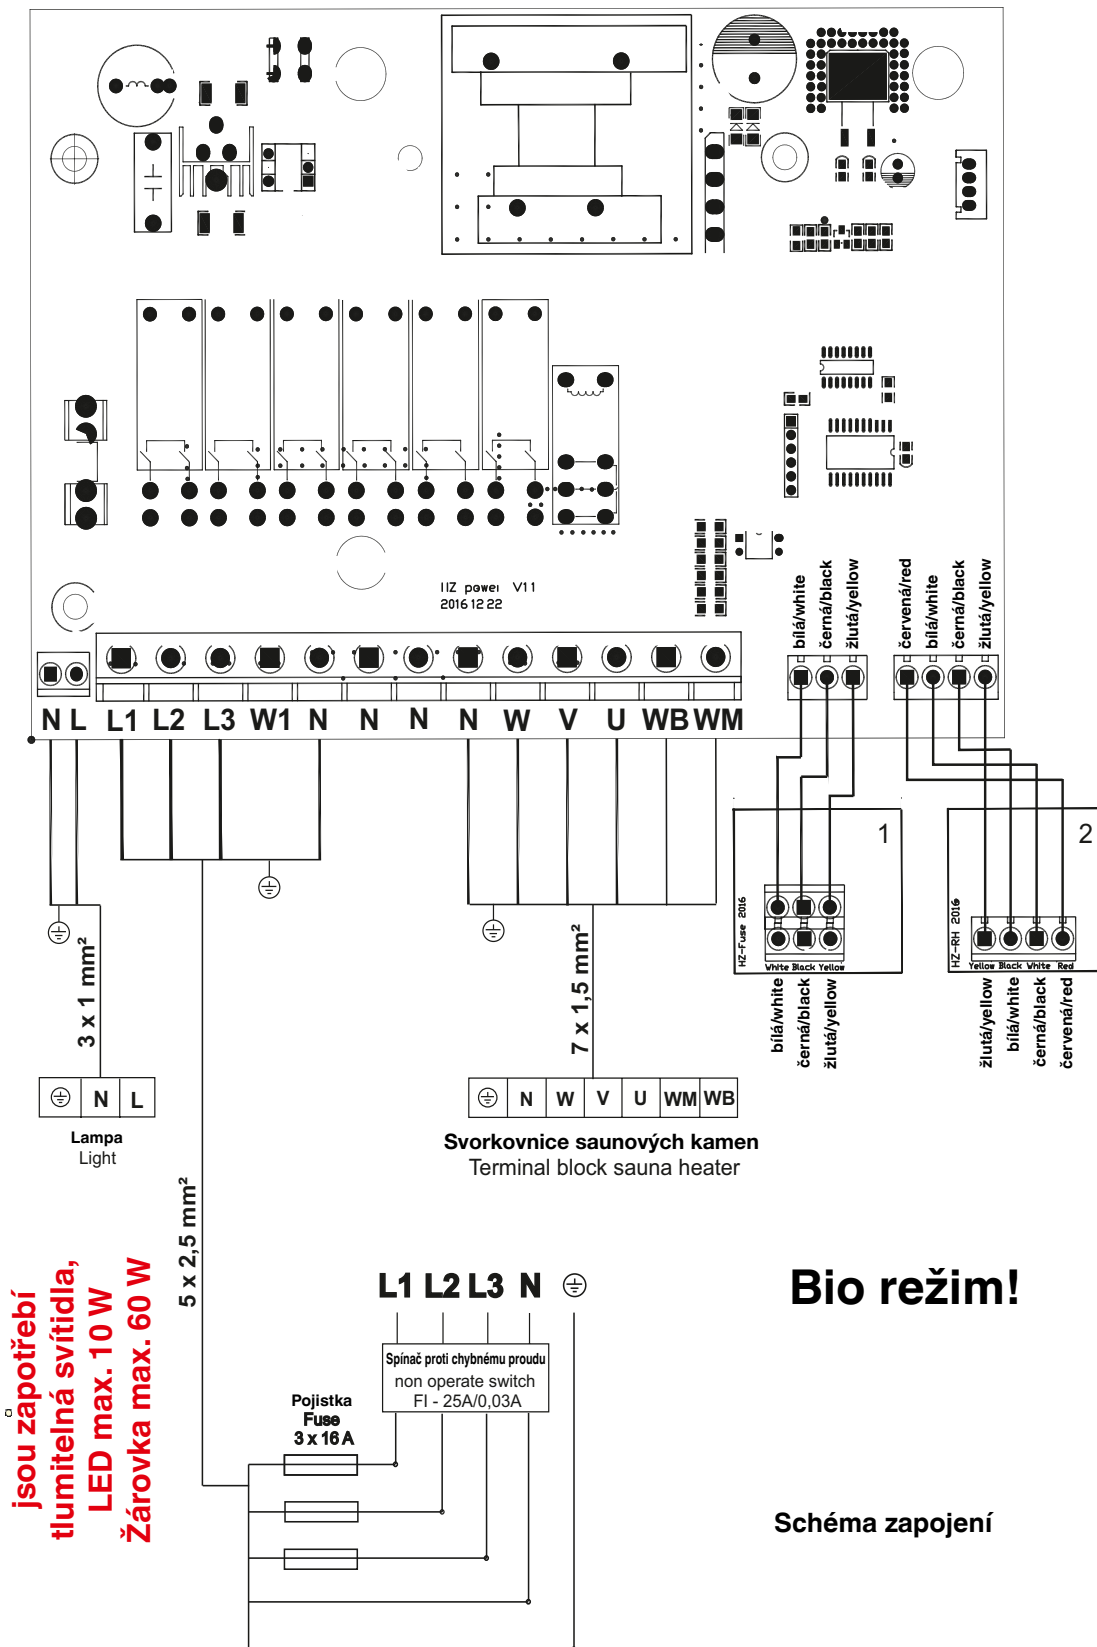 IIZ power V11
2016 12 22
bílá/white
černá/black
žlutá/yellow
červená/red
bílá/white
černá/black
žlutá/yellow
N L L1 L2 L3 W1 N N N N W V U WB WM
1
HZ-Fuse 2016
White Black Yellow
bílá/white
černá/black
žlutá/yellow
2
HZ-RH 2016
Yellow Black White Red
žlutá/yellow
bílá/white
černá/black
červená/red
3 x 1 mm²
7 x 1,5 mm²
N L
Lampa
Light
N W V U WM WB
Svorkovnice saunových kamen
Terminal block sauna heater
5 x 2,5 mm²
jsou zapotřebí
tlumitelná svítidla,
LED max. 10 W
Žárovka max. 60 W
L1 L2 L3 N
Spínač proti chybnému proudu
non operate switch
FI - 25A/0,03A
Pojistka
Fuse
3 x 16 A
Bio režim!
Schéma zapojení